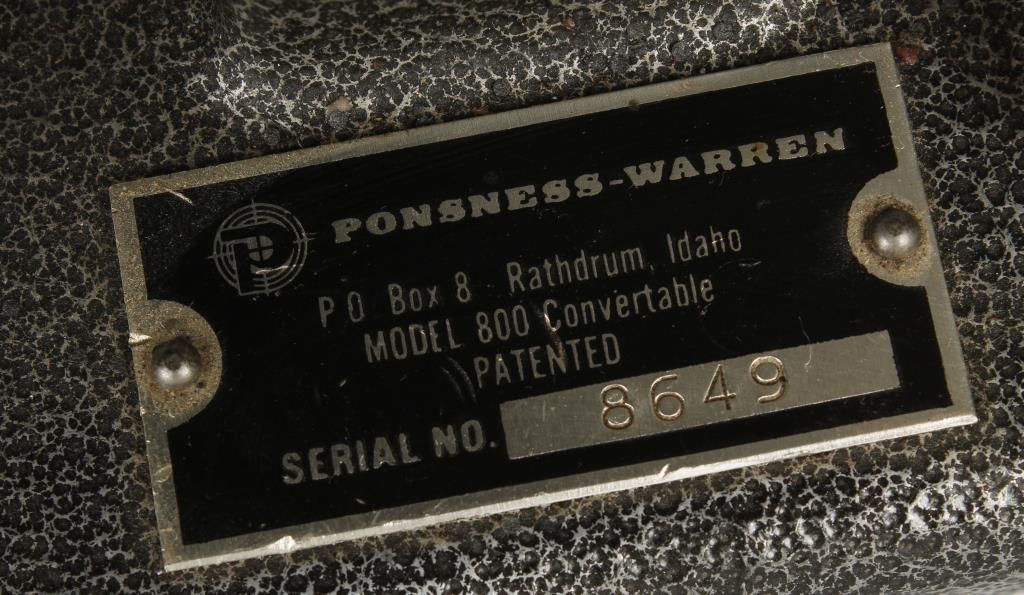 P PONSNESS-WARREN
P O Box 8 Rathdrum, Idaho
MODEL 800 Convertable
PATENTED
SERIAL NO. 8649